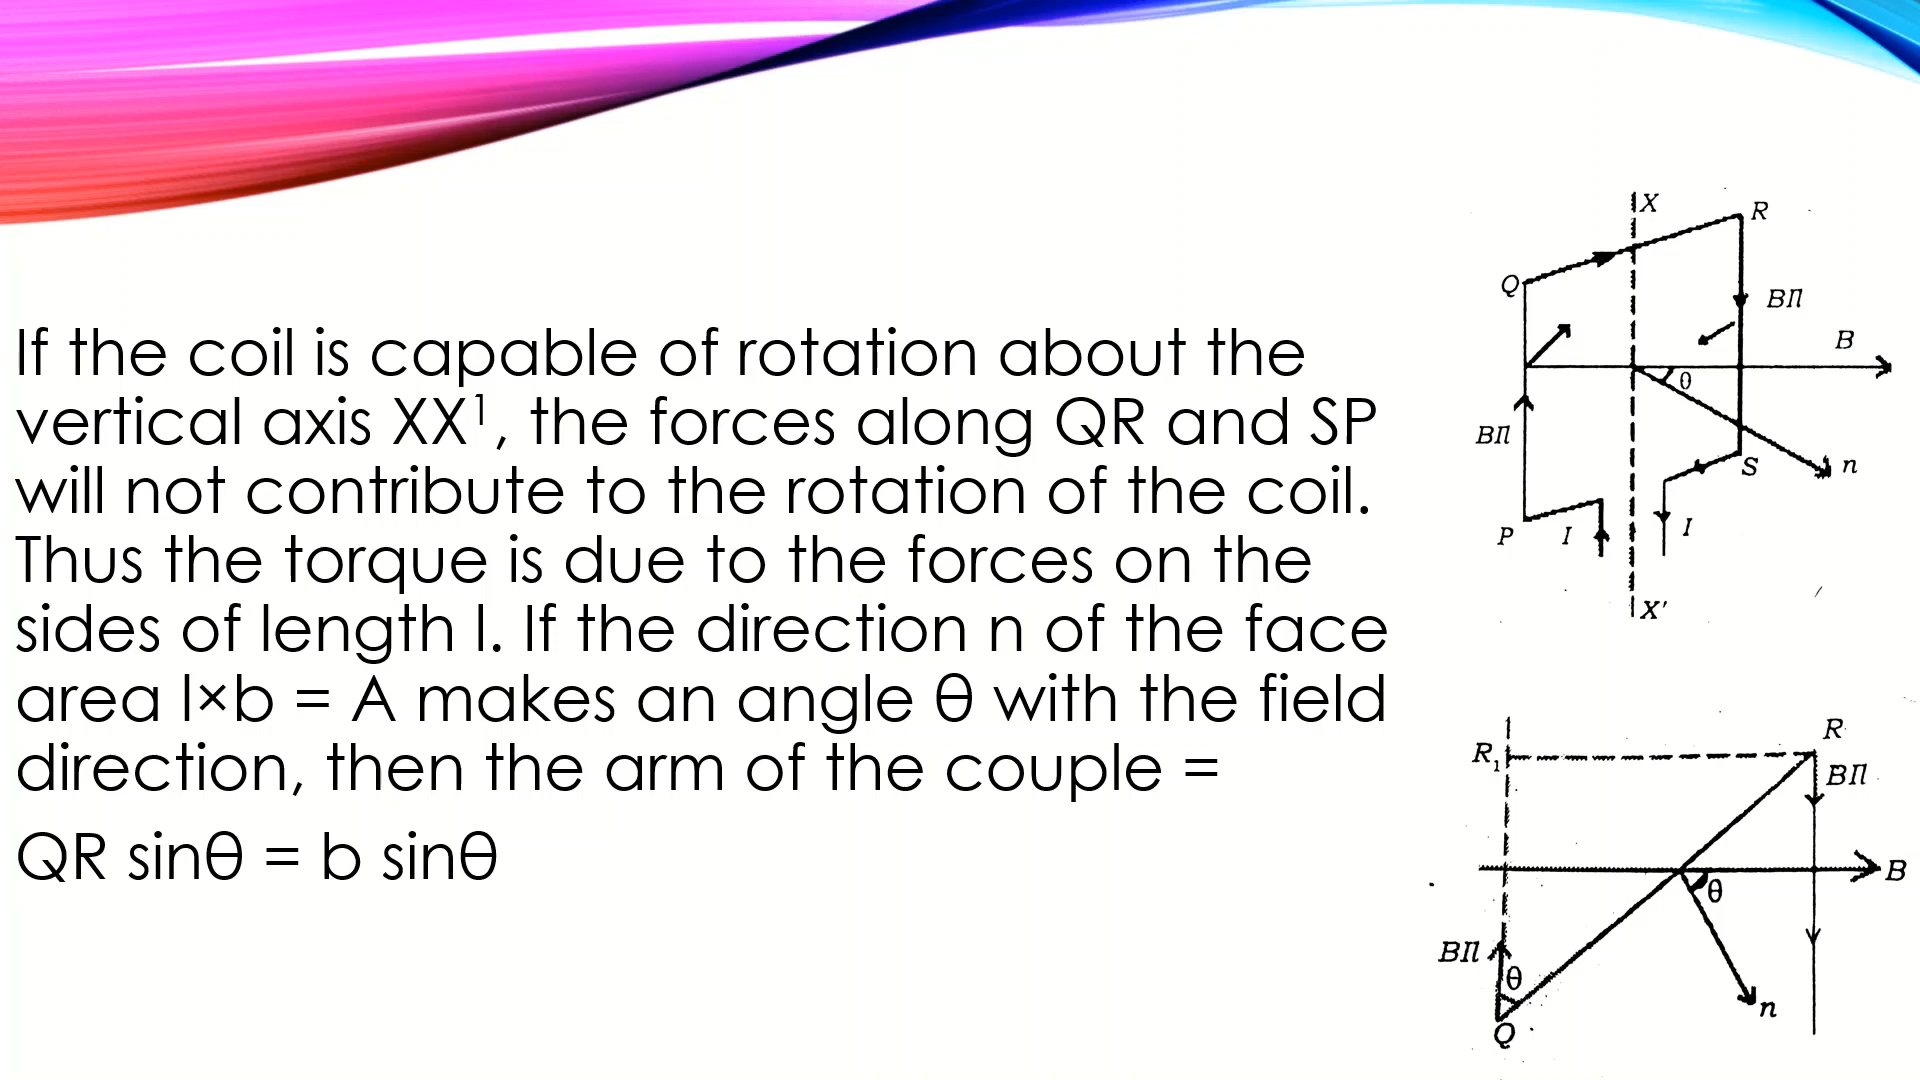 If the coil is capable of rotation about the
vertical axis XX¹, the forces along QR and SP
will not contribute to the rotation of the coil.
Thus the torque is due to the forces on the
sides of length l. If the direction n of the face
area l×b = A makes an angle θ with the field
direction, then the arm of the couple =
QR sinθ = b sinθ
X
R
Q
BIl
B
θ
BIl
n
S
P
I
I
X'
R
R₁
BIl
B
θ
BIl
θ
n
Q